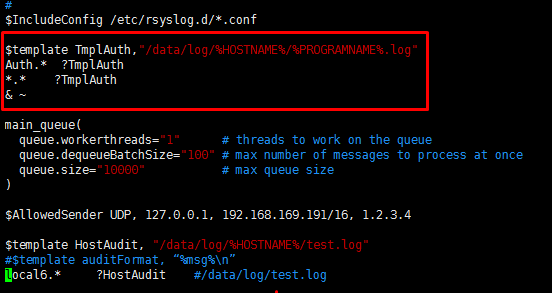 #
$IncludeConfig /etc/rsyslog.d/*.conf
$template TmplAuth,"/data/log/%HOSTNAME%/%PROGRAMNAME%.log"
Auth.*  ?TmplAuth
*.*    ?TmplAuth
& ~
main_queue(
  queue.workerthreads="1"      # threads to work on the queue
  queue.dequeueBatchSize="100" # max number of messages to process at once
  queue.size="10000"           # max queue size
)
$AllowedSender UDP, 127.0.0.1, 192.168.169.191/16, 1.2.3.4
$template HostAudit, "/data/log/%HOSTNAME%/test.log"
#$template auditFormat, “%msg%\n”
local6.*     ?HostAudit    #/data/log/test.log